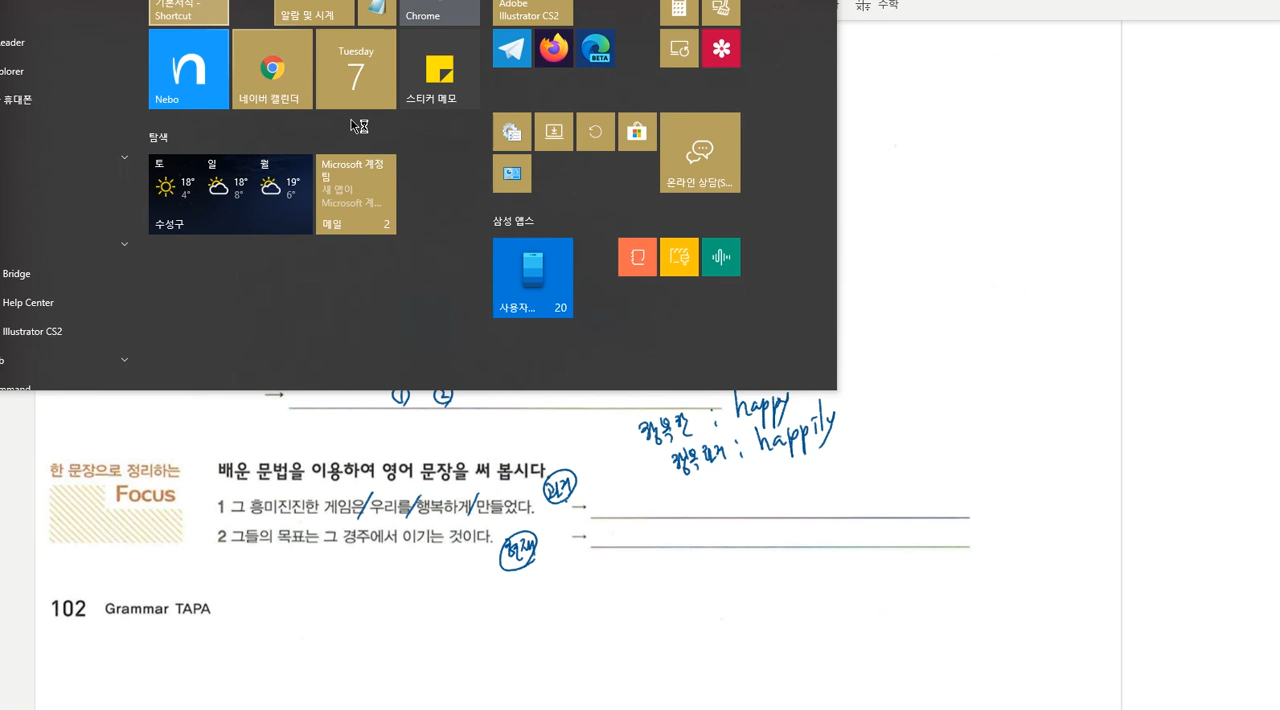 수학
기본서식 -
Shortcut
알람 및 시계
Chrome
Adobe
Illustrator CS2
eader
plorer
휴대폰
Nebo
네이버 캘린더
Tuesday
7
스티커 메모
탐색
토 일 월
18° 18° 19°
4° 8° 6°
수성구
Microsoft 계정
팀
새 앱이
Microsoft 계...
메일 2
온라인 상담(S...
BETA
삼성 앱스
사용자... 20
Bridge
Help Center
Illustrator CS2
b
mmand
→ ① ②
행복한 : happy
행복하게 : happily
한 문장으로 정리하는
Focus
배운 문법을 이용하여 영어 문장을 써 봅시다.
과거
1 그 흥미진진한 게임은/우리를/행복하게/만들었다. →
2 그들의 목표는 그 경주에서 이기는 것이다. →
현재
102 Grammar TAPA